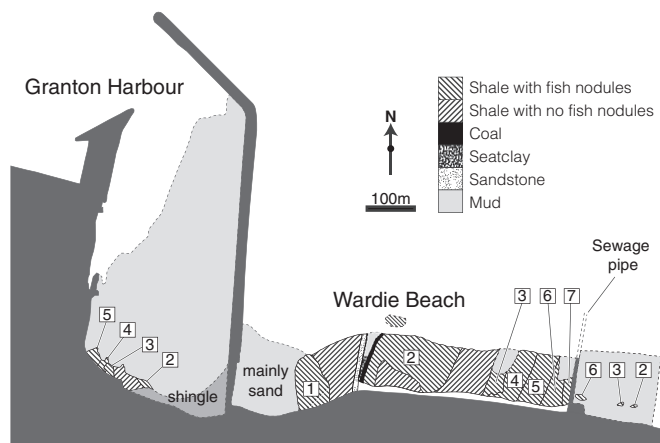 Granton Harbour
N
100m
Shale with fish nodules
Shale with no fish nodules
Coal
Seatclay
Sandstone
Mud
Sewage
pipe
Wardie Beach
3 6 7
5
4
3
2
shingle
mainly
sand
1
2
4
5
6 3 2